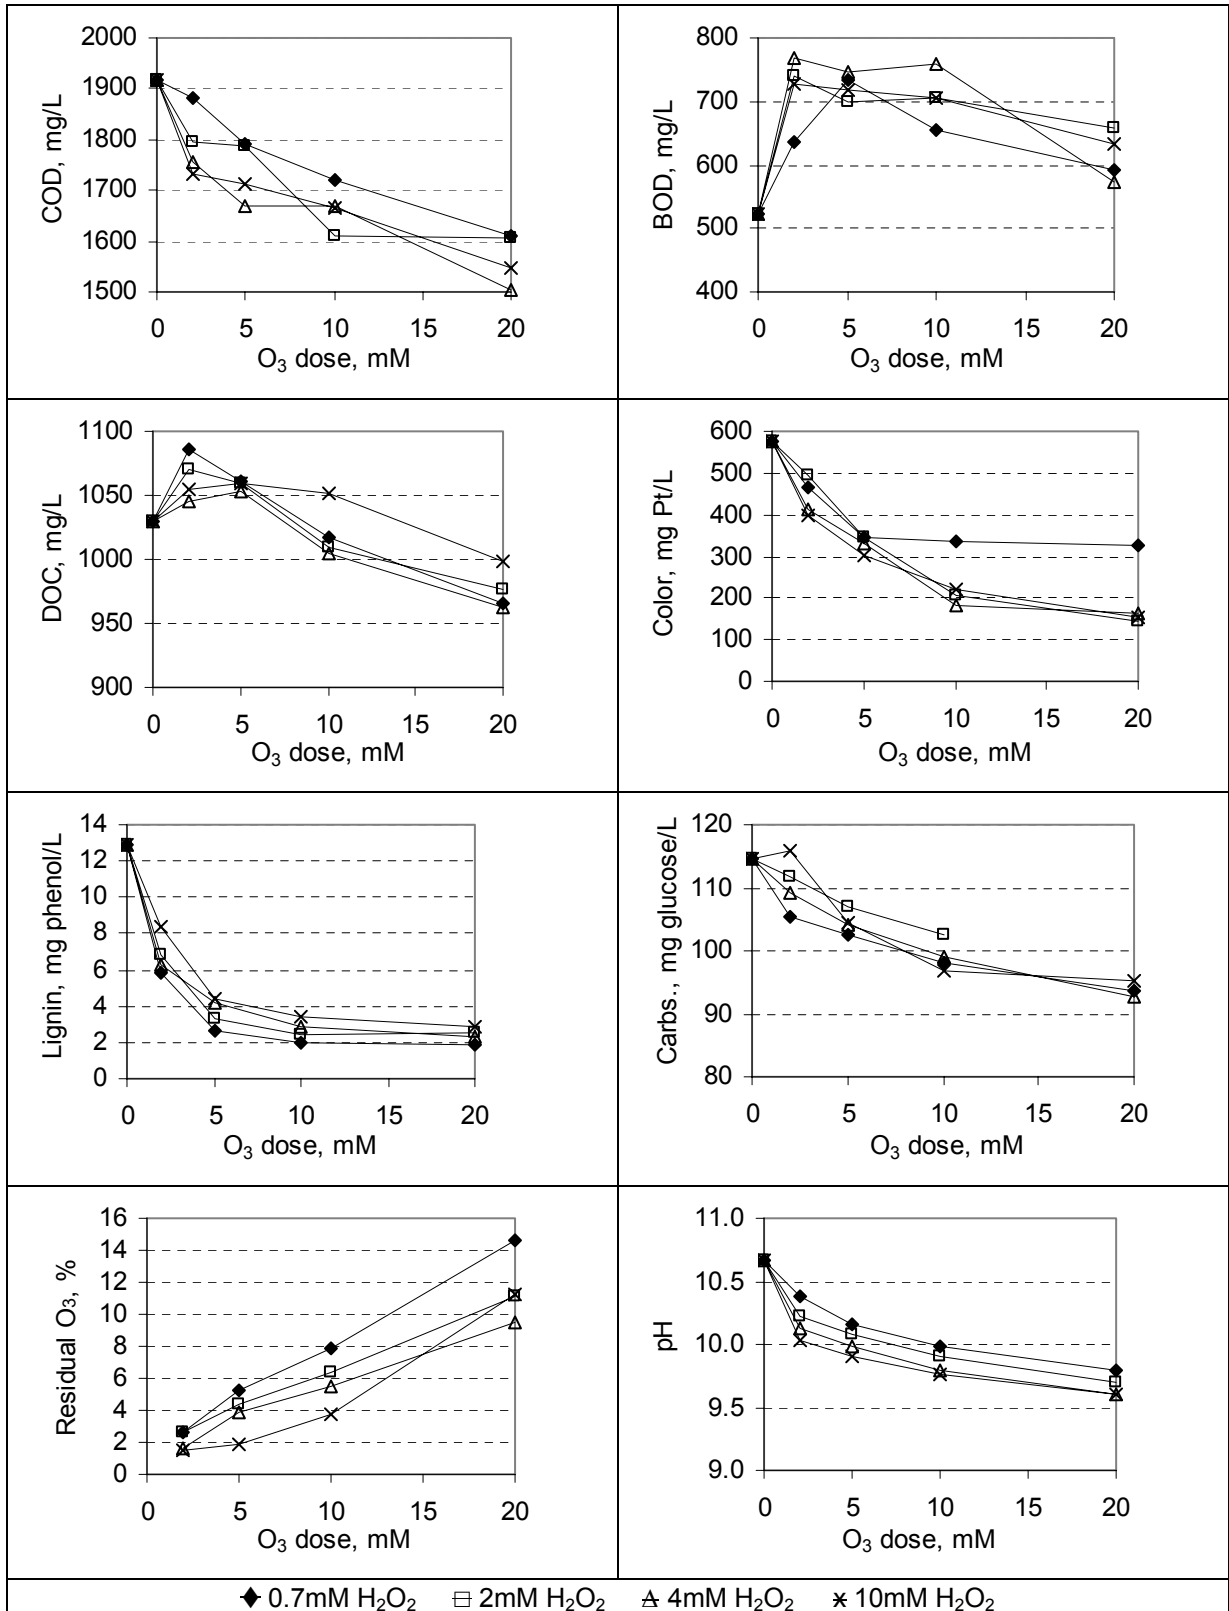 2000
1900
1800
1700
1600
1500
COD, mg/L
0 5 10 15 20
O₃ dose, mM
800
700
600
500
400
BOD, mg/L
0 5 10 15 20
O₃ dose, mM
1100
1050
1000
950
900
DOC, mg/L
0 5 10 15 20
O₃ dose, mM
600
500
400
300
200
100
0
Color, mg Pt/L
0 5 10 15 20
O₃ dose, mM
14
12
10
8
6
4
2
0
Lignin, mg phenol/L
0 5 10 15 20
O₃ dose, mM
120
110
100
90
80
Carbs., mg glucose/L
0 5 10 15 20
O₃ dose, mM
16
14
12
10
8
6
4
2
0
Residual O₃, %
0 5 10 15 20
O₃ dose, mM
11.0
10.5
10.0
9.5
9.0
pH
0 5 10 15 20
O₃ dose, mM
0.7mM H₂O₂ 2mM H₂O₂ 4mM H₂O₂ 10mM H₂O₂